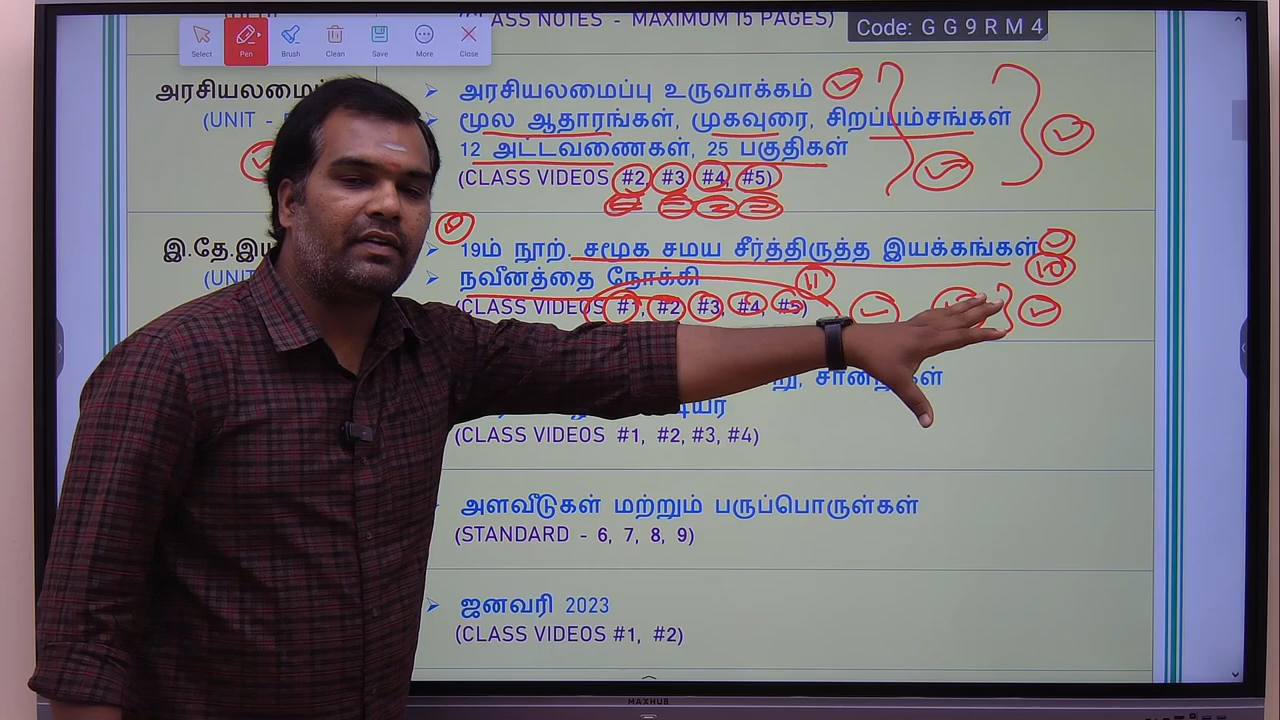 (CLASS NOTES - MAXIMUM 15 PAGES)
Code: G G 9 R M 4
Select Pen Brush Clean Save More Close
அரசியலமைப்
(UNIT -
அரசியலமைப்பு உருவாக்கம்
மூல ஆதாரங்கள், முகவுரை, சிறப்பம்சங்கள்
12 அட்டவணைகள், 25 பகுதிகள்
(CLASS VIDEOS #2 #3 #4, #5)
இ.தே.இய
(UNIT
19ம் நூற். சமூக சமய சீர்த்திருத்த இயக்கங்கள்
10
நவீனத்தை நோக்கி
11
(CLASS VIDEOS #1, #2, #3, #4, #5)
(CLASS VIDEOS #1, #2, #3, #4)
அளவீடுகள் மற்றும் பருப்பொருள்கள்
(STANDARD - 6, 7, 8, 9)
ஜனவரி 2023
(CLASS VIDEOS #1, #2)
MAXHUB